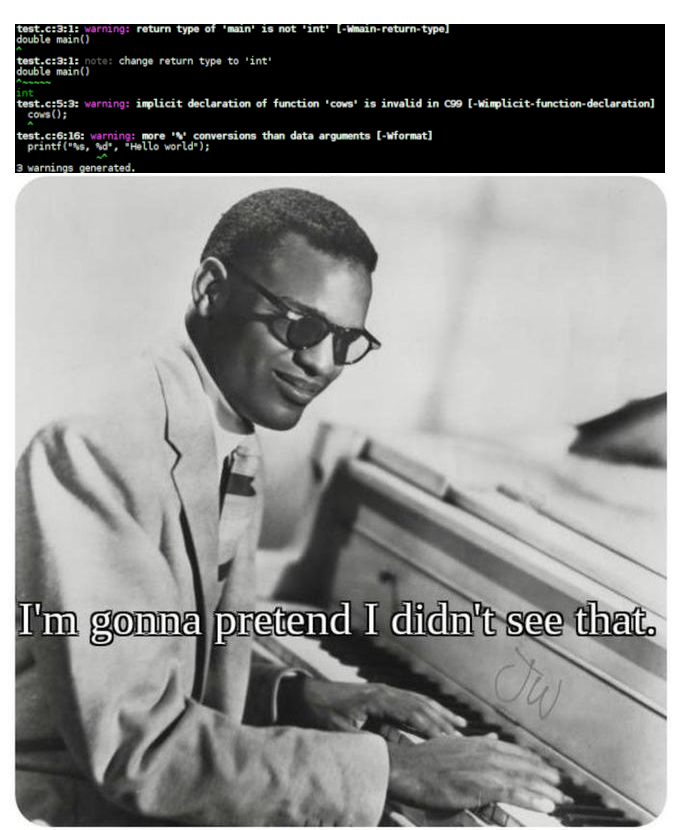 test.c:3:1: warning: return type of 'main' is not 'int' [-Wmain-return-type]
double main()
^
test.c:3:1: note: change return type to 'int'
double main()
^~~~~~
int
test.c:5:3: warning: implicit declaration of function 'cows' is invalid in C99 [-Wimplicit-function-declaration]
cows();
^
test.c:6:16: warning: more '%' conversions than data arguments [-Wformat]
printf("%s, %d", "Hello world");
~^
3 warnings generated.
I'm gonna pretend I didn't see that.
JW